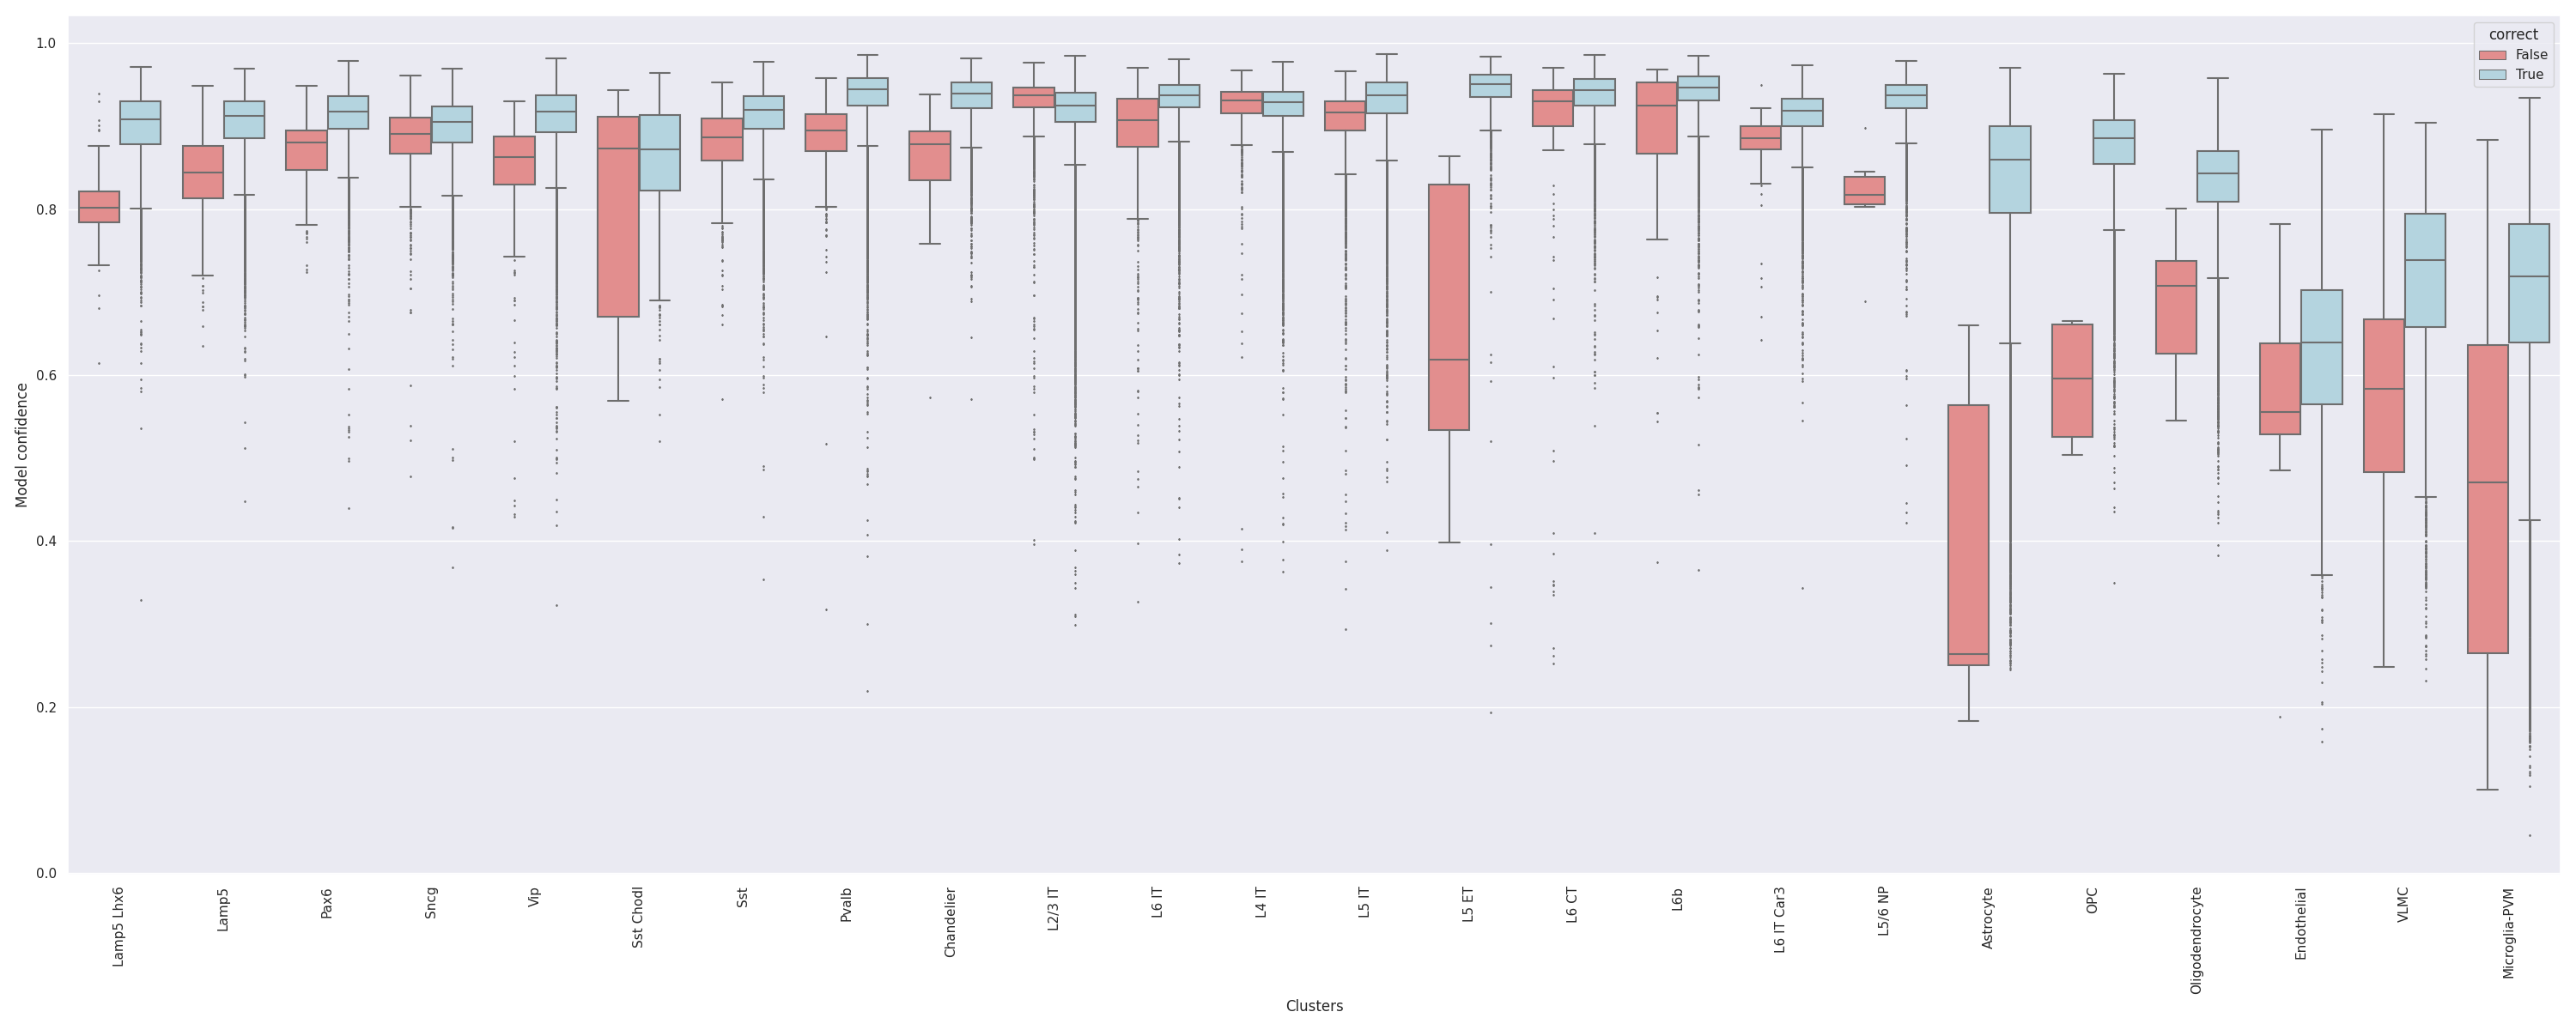 correct
False
True
1.0
0.8
0.6
0.4
0.2
0.0
Model confidence
Lamp5 Lhx6
Lamp5
Pax6
Sncg
Vip
Sst Chodl
Sst
Pvalb
Chandelier
L2/3 IT
L6 IT
L4 IT
L5 IT
L5 ET
L6 CT
L6b
L6 IT Car3
L5/6 NP
Astrocyte
OPC
Oligodendrocyte
Endothelial
VLMC
Microglia-PVM
Clusters